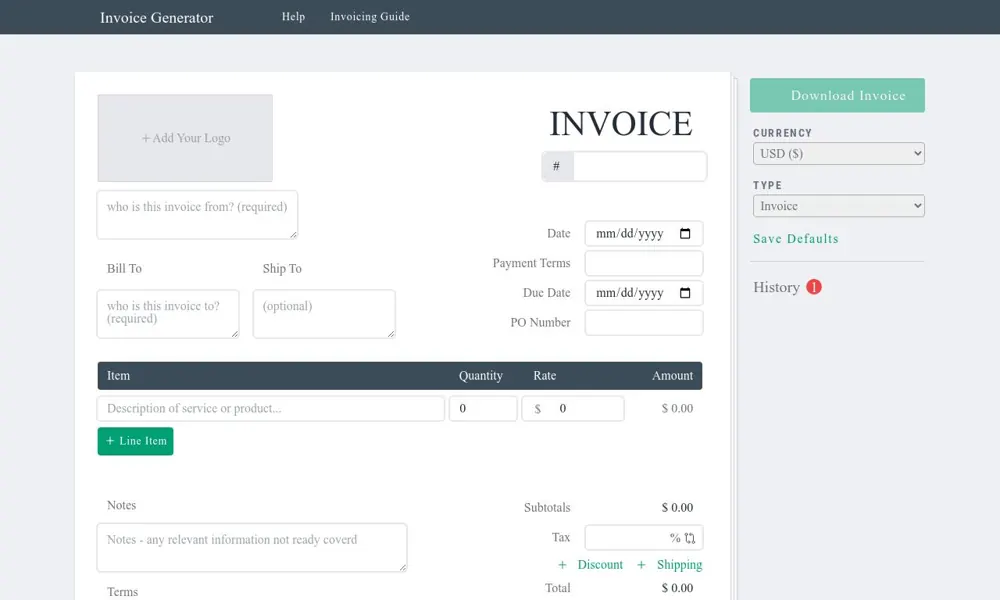 Invoice Generator Help Invoicing Guide
+ Add Your Logo
INVOICE
#
who is this invoice from? (required)
Date mm/dd/yyyy
Payment Terms
Due Date mm/dd/yyyy
PO Number
Bill To Ship To
who is this invoice to? (required)
(optional)
Item Quantity Rate Amount
Description of service or product... 0 $ 0 $ 0.00
+ Line Item
Notes
Notes - any relevant information not ready coverd
Terms
Subtotals $ 0.00
Tax %
+ Discount + Shipping
Total $ 0.00
Download Invoice
CURRENCY
USD ($)
TYPE
Invoice
Save Defaults
History 1